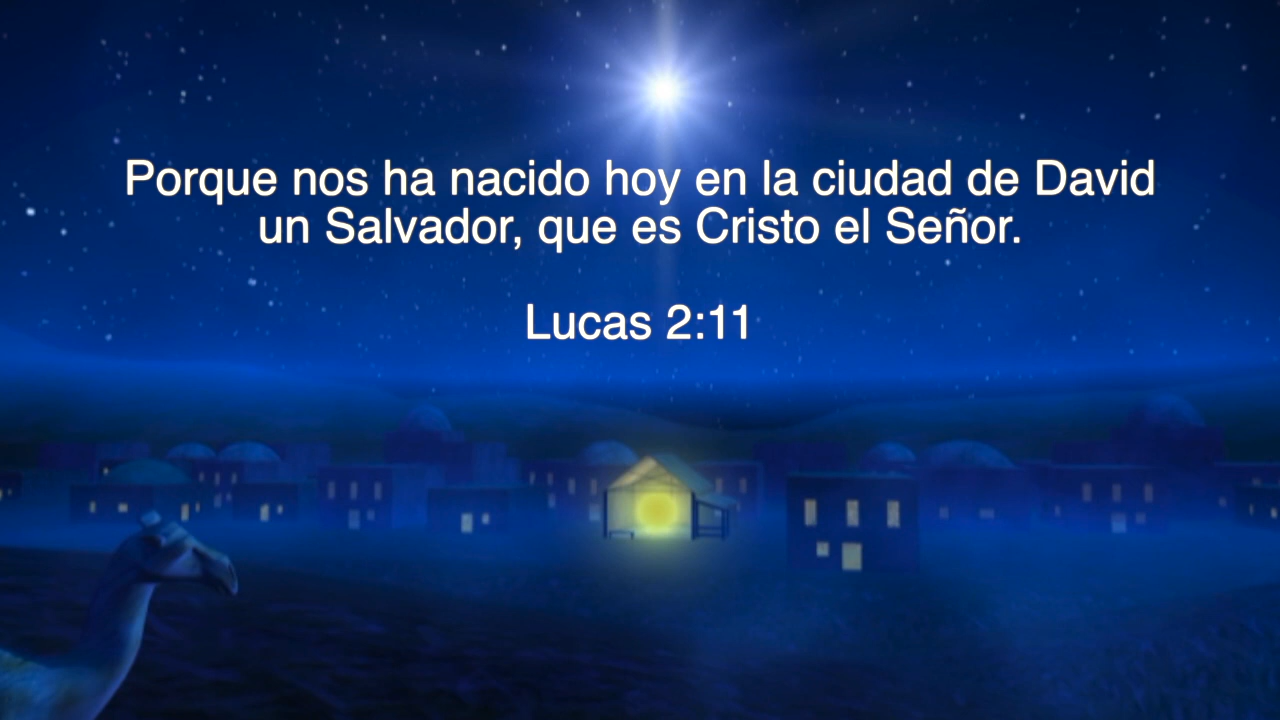 Porque nos ha nacido hoy en la ciudad de David
un Salvador, que es Cristo el Señor.
Lucas 2:11